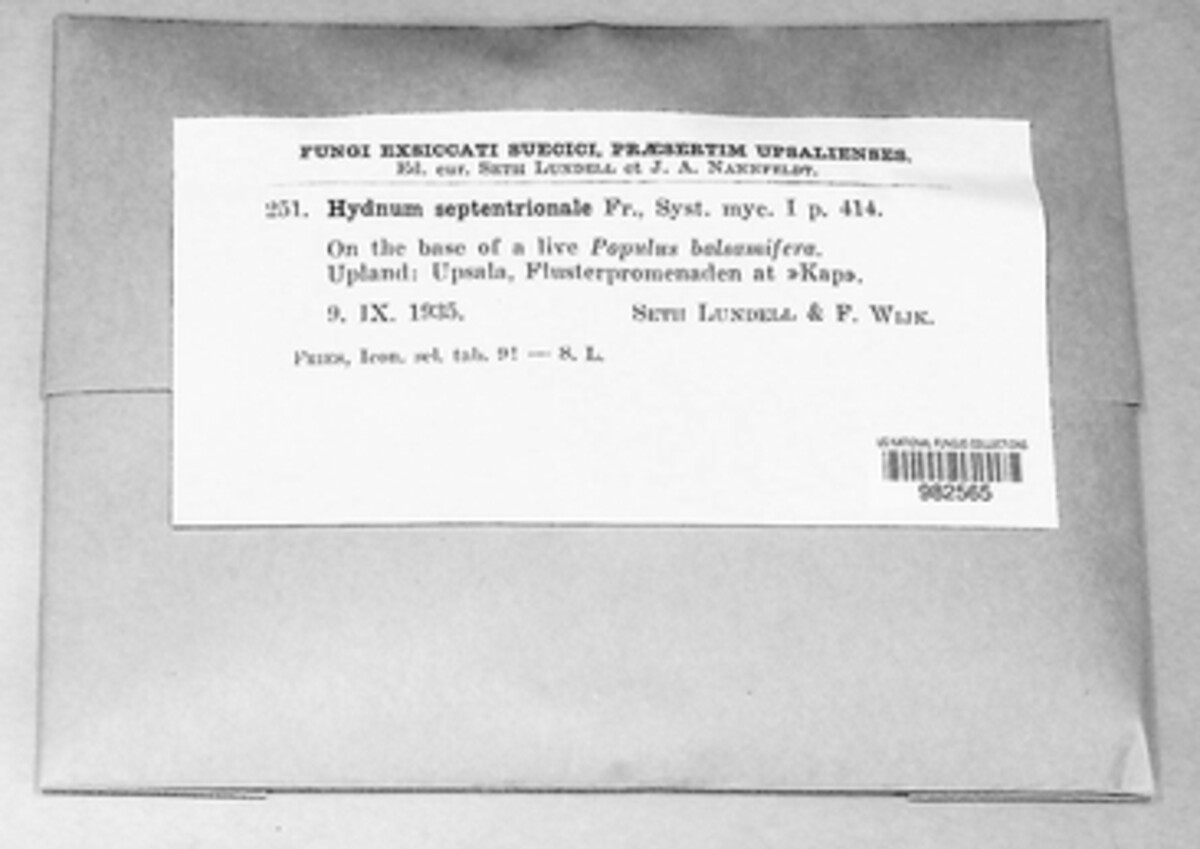 FUNGI EXSICCATI SUECICI, PRÆSERTIM UPSALIENSES.
Ed. cur. SETH LUNDELL et J. A. NANNFELDT.
251. Hydnum septentrionale Fr., Syst. myc. I p. 414.
On the base of a live Populus balsamifera.
Upland: Upsala, Flusterpromenaden at »Kap».
9. IX. 1935. SETH LUNDELL & F. WIJK.
FRIES, Icon. sel. tab. 9! — S. L.
US NATIONAL FUNGUS COLLECTIONS
982565